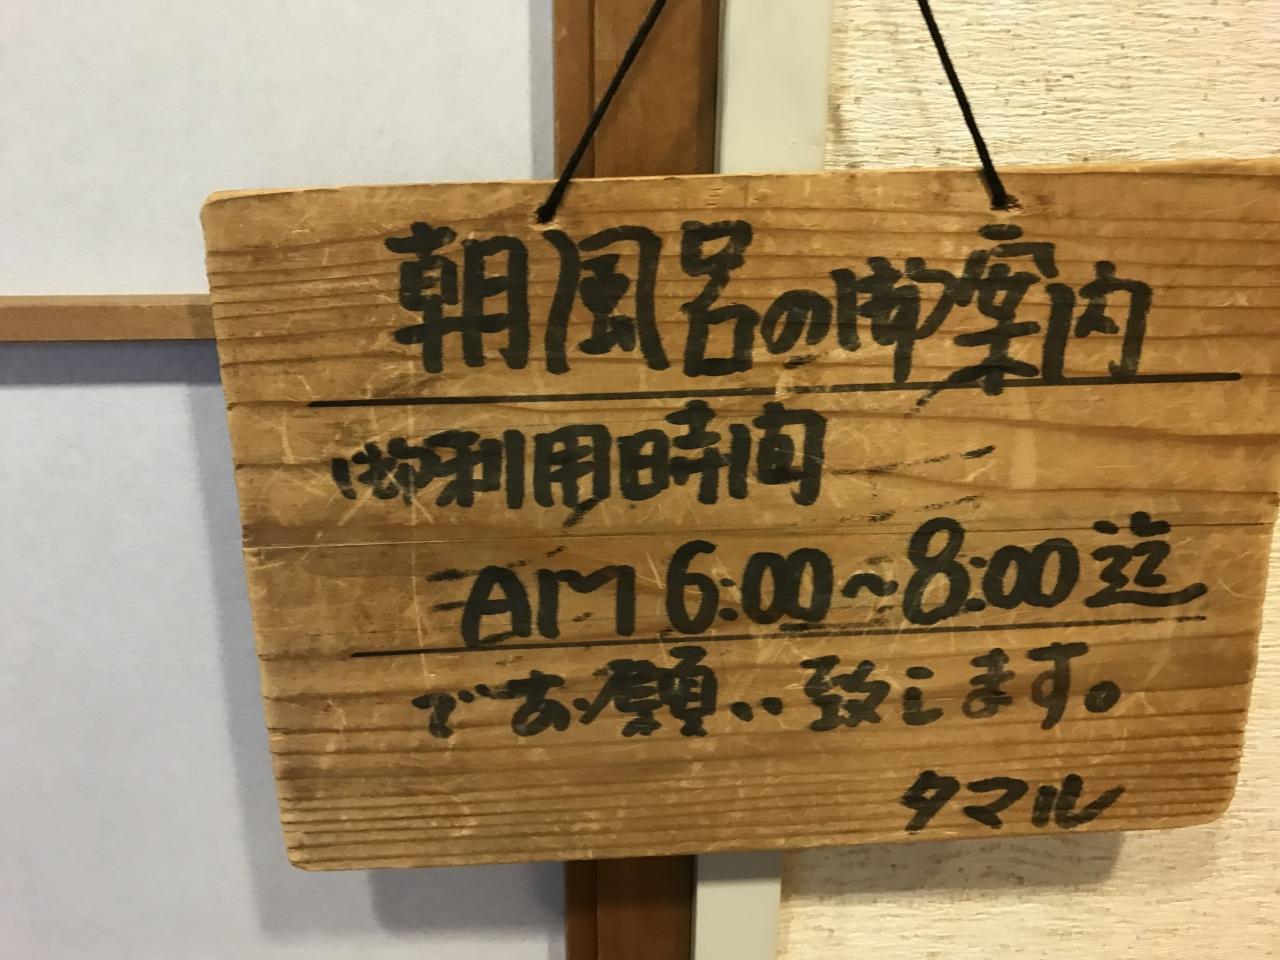 朝風呂の御案内
御利用時間
AM 6:00~8:00迄
でお願い致します。
タマル